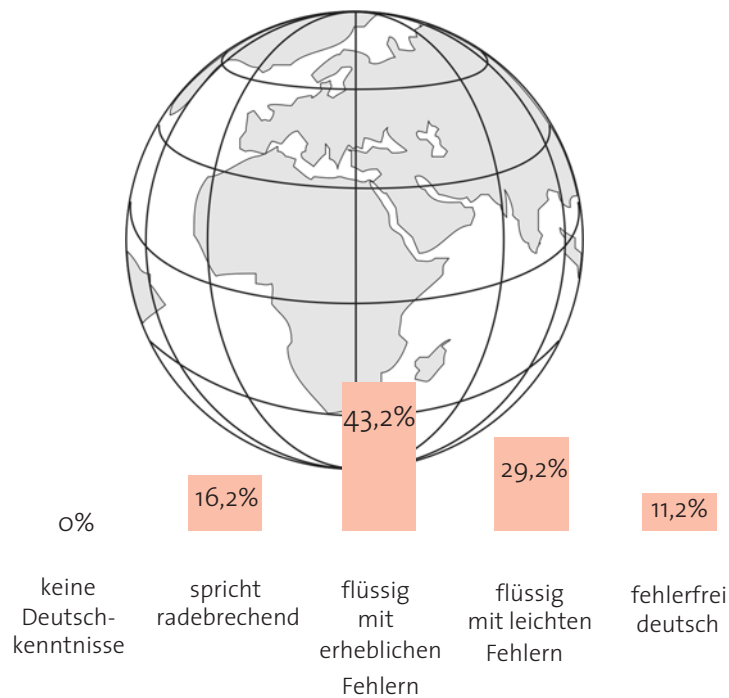 0%
16,2%
43,2%
29,2%
11,2%
keine
Deutsch-
kenntnisse
spricht
radebrechend
flüssig
mit
erheblichen
Fehlern
flüssig
mit leichten
Fehlern
fehlerfrei
deutsch